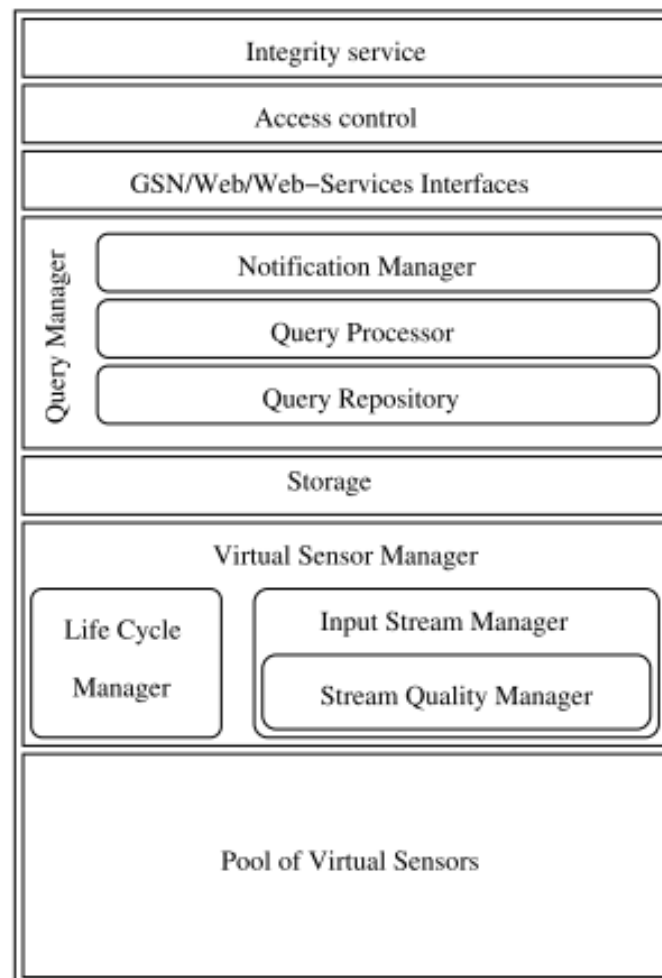 Integrity service
Access control
GSN/Web/Web−Services Interfaces
Query Manager
Notification Manager
Query Processor
Query Repository
Storage
Virtual Sensor Manager
Life Cycle
Manager
Input Stream Manager
Stream Quality Manager
Pool of Virtual Sensors